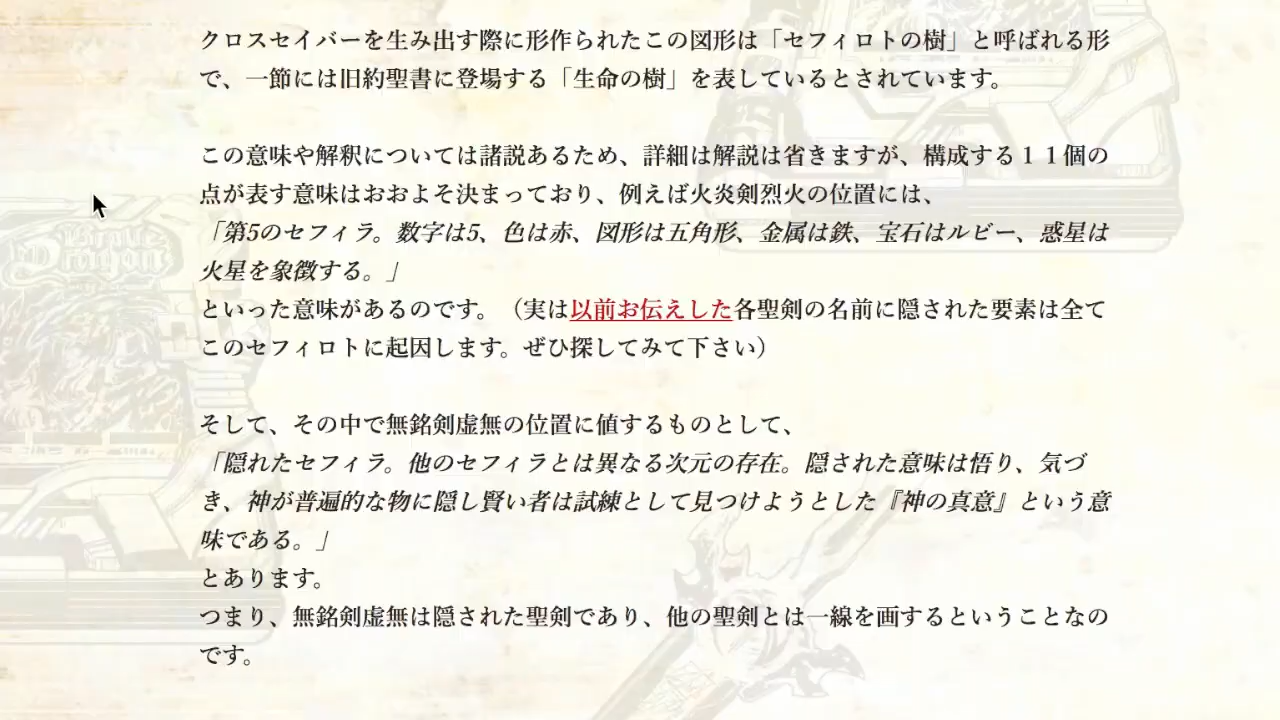 クロスセイバーを生み出す際に形作られたこの図形は「セフィロトの樹」と呼ばれる形
で、一節には旧約聖書に登場する「生命の樹」を表しているとされています。
この意味や解釈については諸説あるため、詳細は解説は省きますが、構成する１１個の
点が表す意味はおおよそ決まっており、例えば火炎剣烈火の位置には、
「第5のセフィラ。数字は5、色は赤、図形は五角形、金属は鉄、宝石はルビー、惑星は
火星を象徴する。」
といった意味があるのです。（実は以前お伝えした各聖剣の名前に隠された要素は全て
このセフィロトに起因します。ぜひ探してみて下さい）
そして、その中で無銘剣虚無の位置に値するものとして、
「隠れたセフィラ。他のセフィラとは異なる次元の存在。隠された意味は悟り、気づ
き、神が普遍的な物に隠し賢い者は試練として見つけようとした『神の真意』という意
味である。」
とあります。
つまり、無銘剣虚無は隠された聖剣であり、他の聖剣とは一線を画するということなの
です。
Brave
Dragon